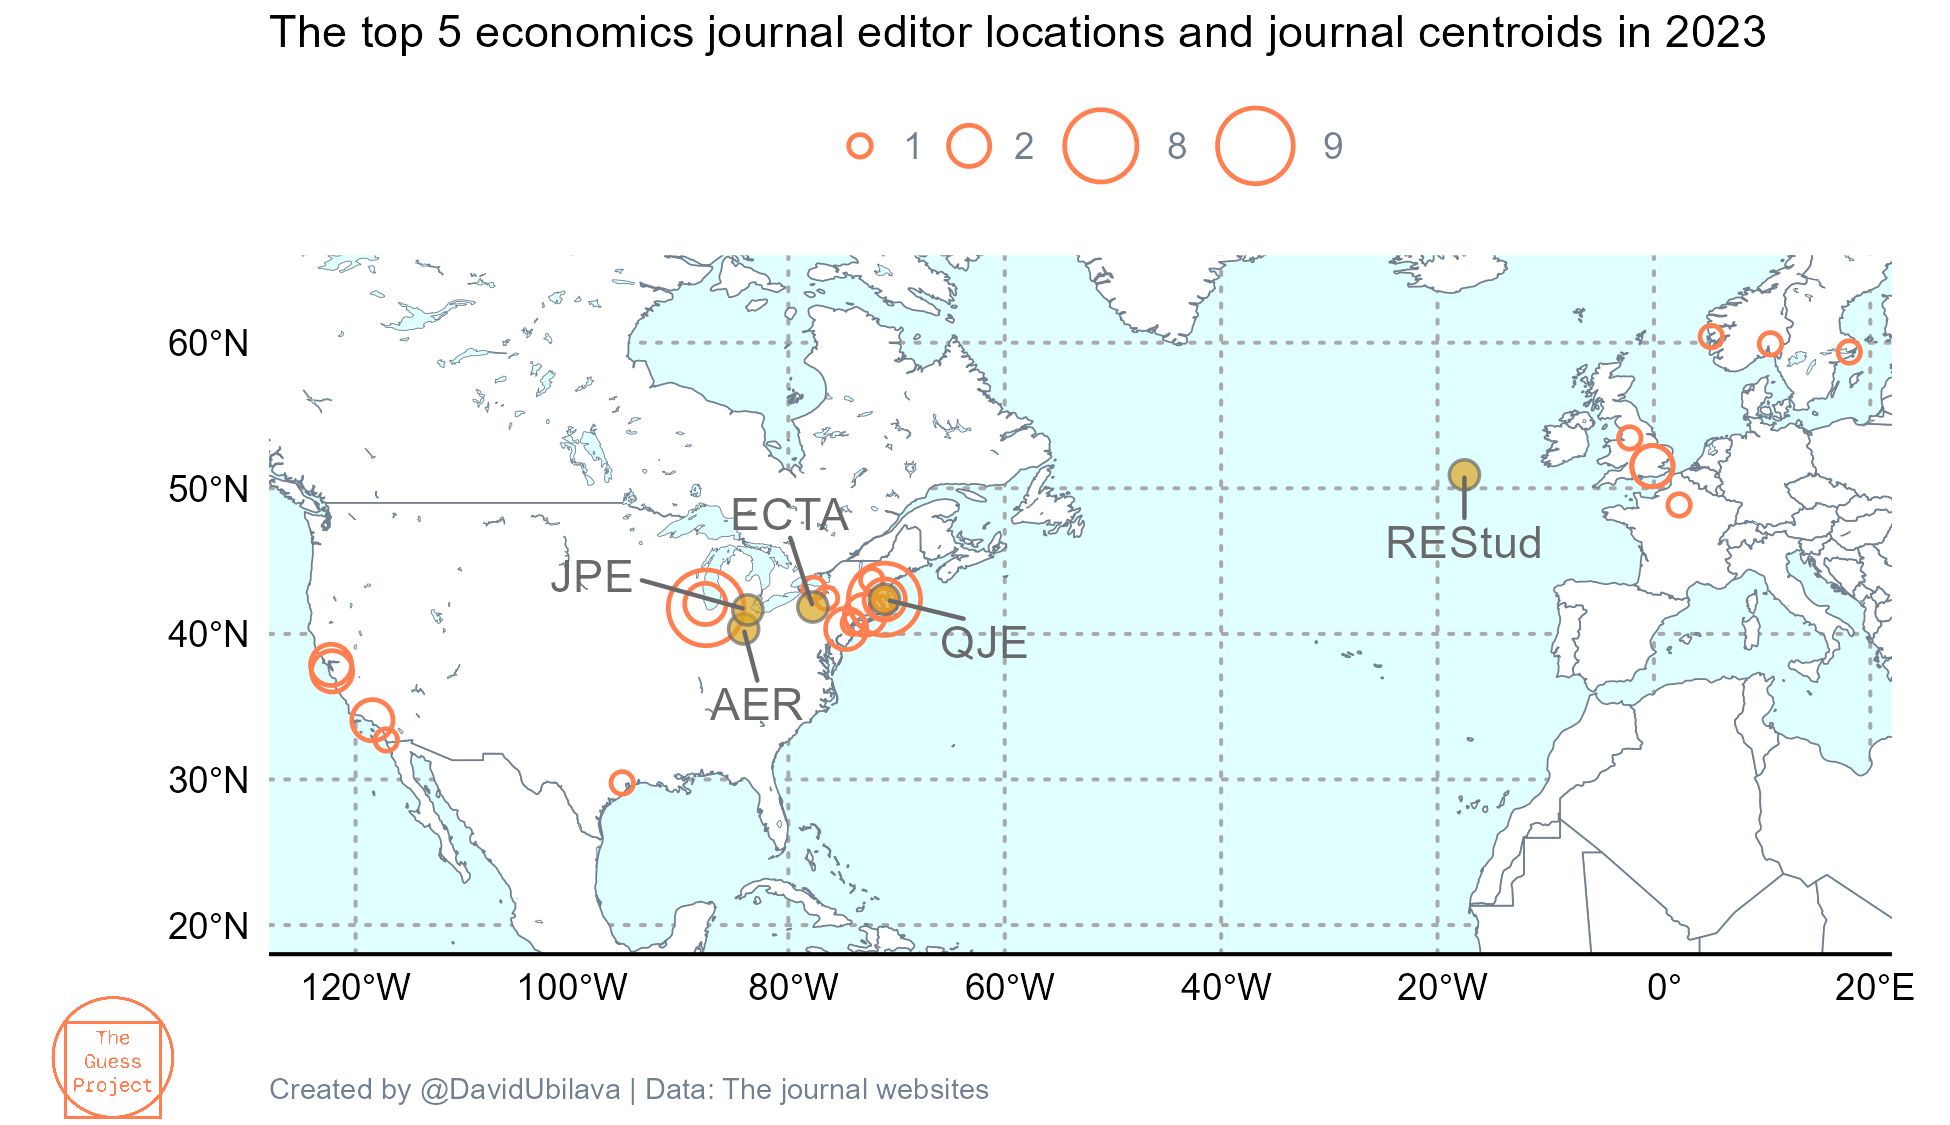 The top 5 economics journal editor locations and journal centroids in 2023
1 2 8 9
60°N
50°N
ECTA
REStud
JPE
40°N
QJE
AER
30°N
20°N
120°W 100°W 80°W 60°W 40°W 20°W 0° 20°E
The
Guess
Project
Created by @DavidUbilava | Data: The journal websites